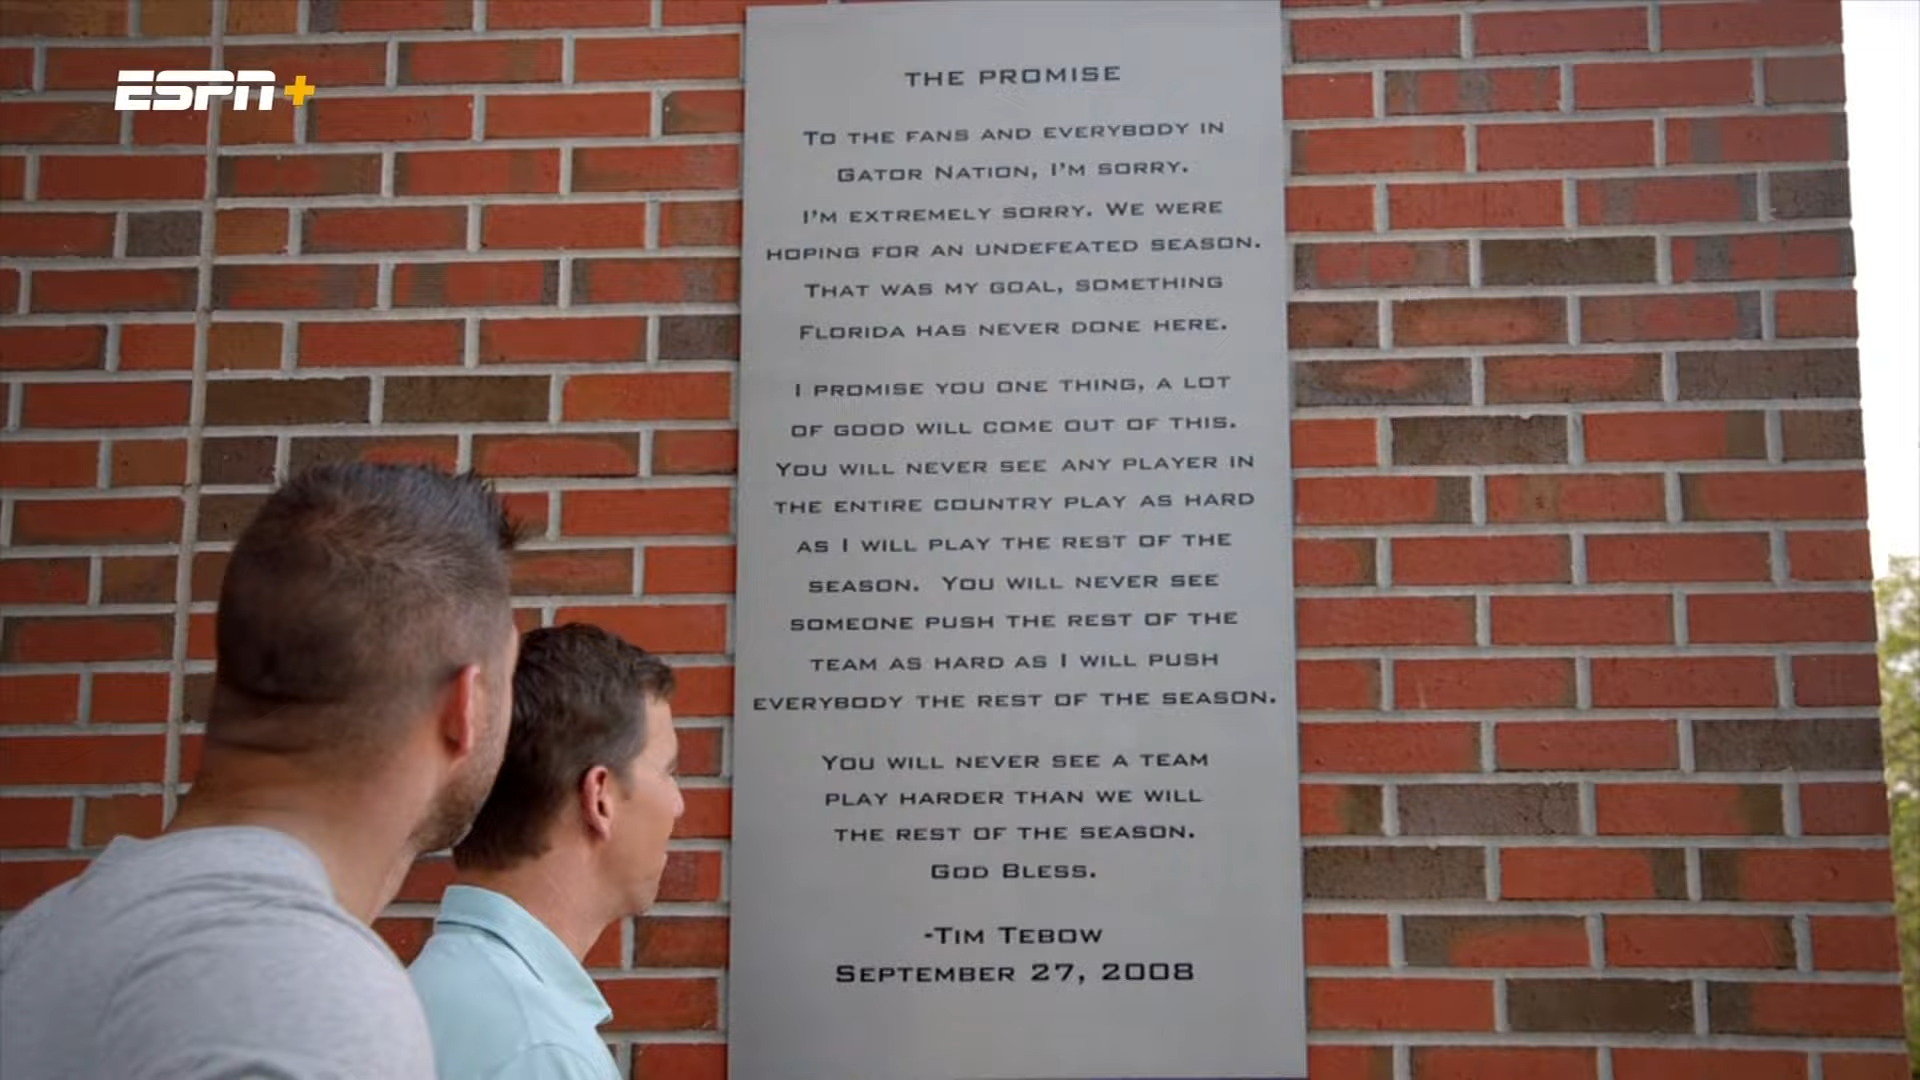 ESPN+
THE PROMISE
TO THE FANS AND EVERYBODY IN
GATOR NATION, I'M SORRY.
I'M EXTREMELY SORRY. WE WERE
HOPING FOR AN UNDEFEATED SEASON.
THAT WAS MY GOAL, SOMETHING
FLORIDA HAS NEVER DONE HERE.
I PROMISE YOU ONE THING, A LOT
OF GOOD WILL COME OUT OF THIS.
YOU WILL NEVER SEE ANY PLAYER IN
THE ENTIRE COUNTRY PLAY AS HARD
AS I WILL PLAY THE REST OF THE
SEASON. YOU WILL NEVER SEE
SOMEONE PUSH THE REST OF THE
TEAM AS HARD AS I WILL PUSH
EVERYBODY THE REST OF THE SEASON.
YOU WILL NEVER SEE A TEAM
PLAY HARDER THAN WE WILL
THE REST OF THE SEASON.
GOD BLESS.
-TIM TEBOW
SEPTEMBER 27, 2008